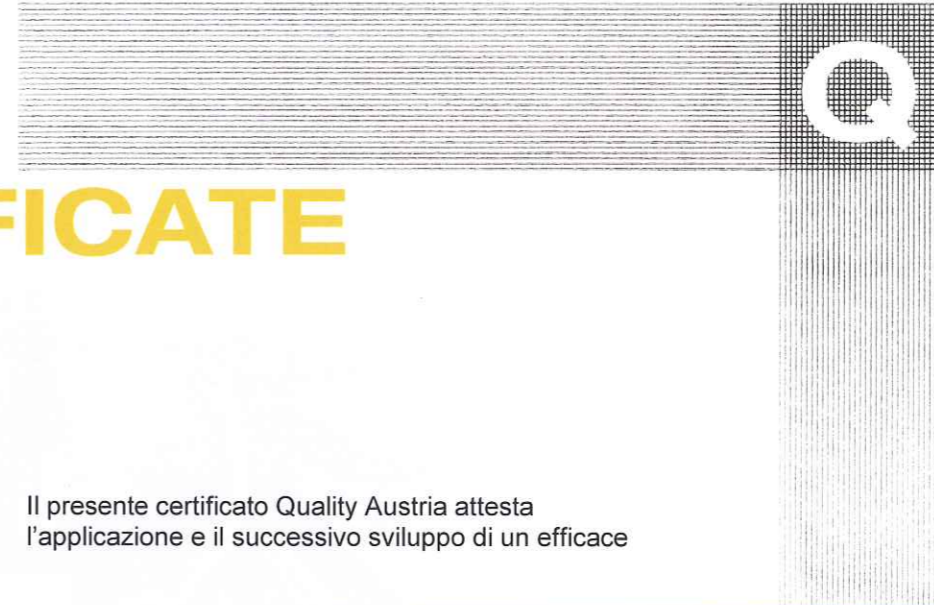 Q
FICATE
Il presente certificato Quality Austria attesta
l'applicazione e il successivo sviluppo di un efficace